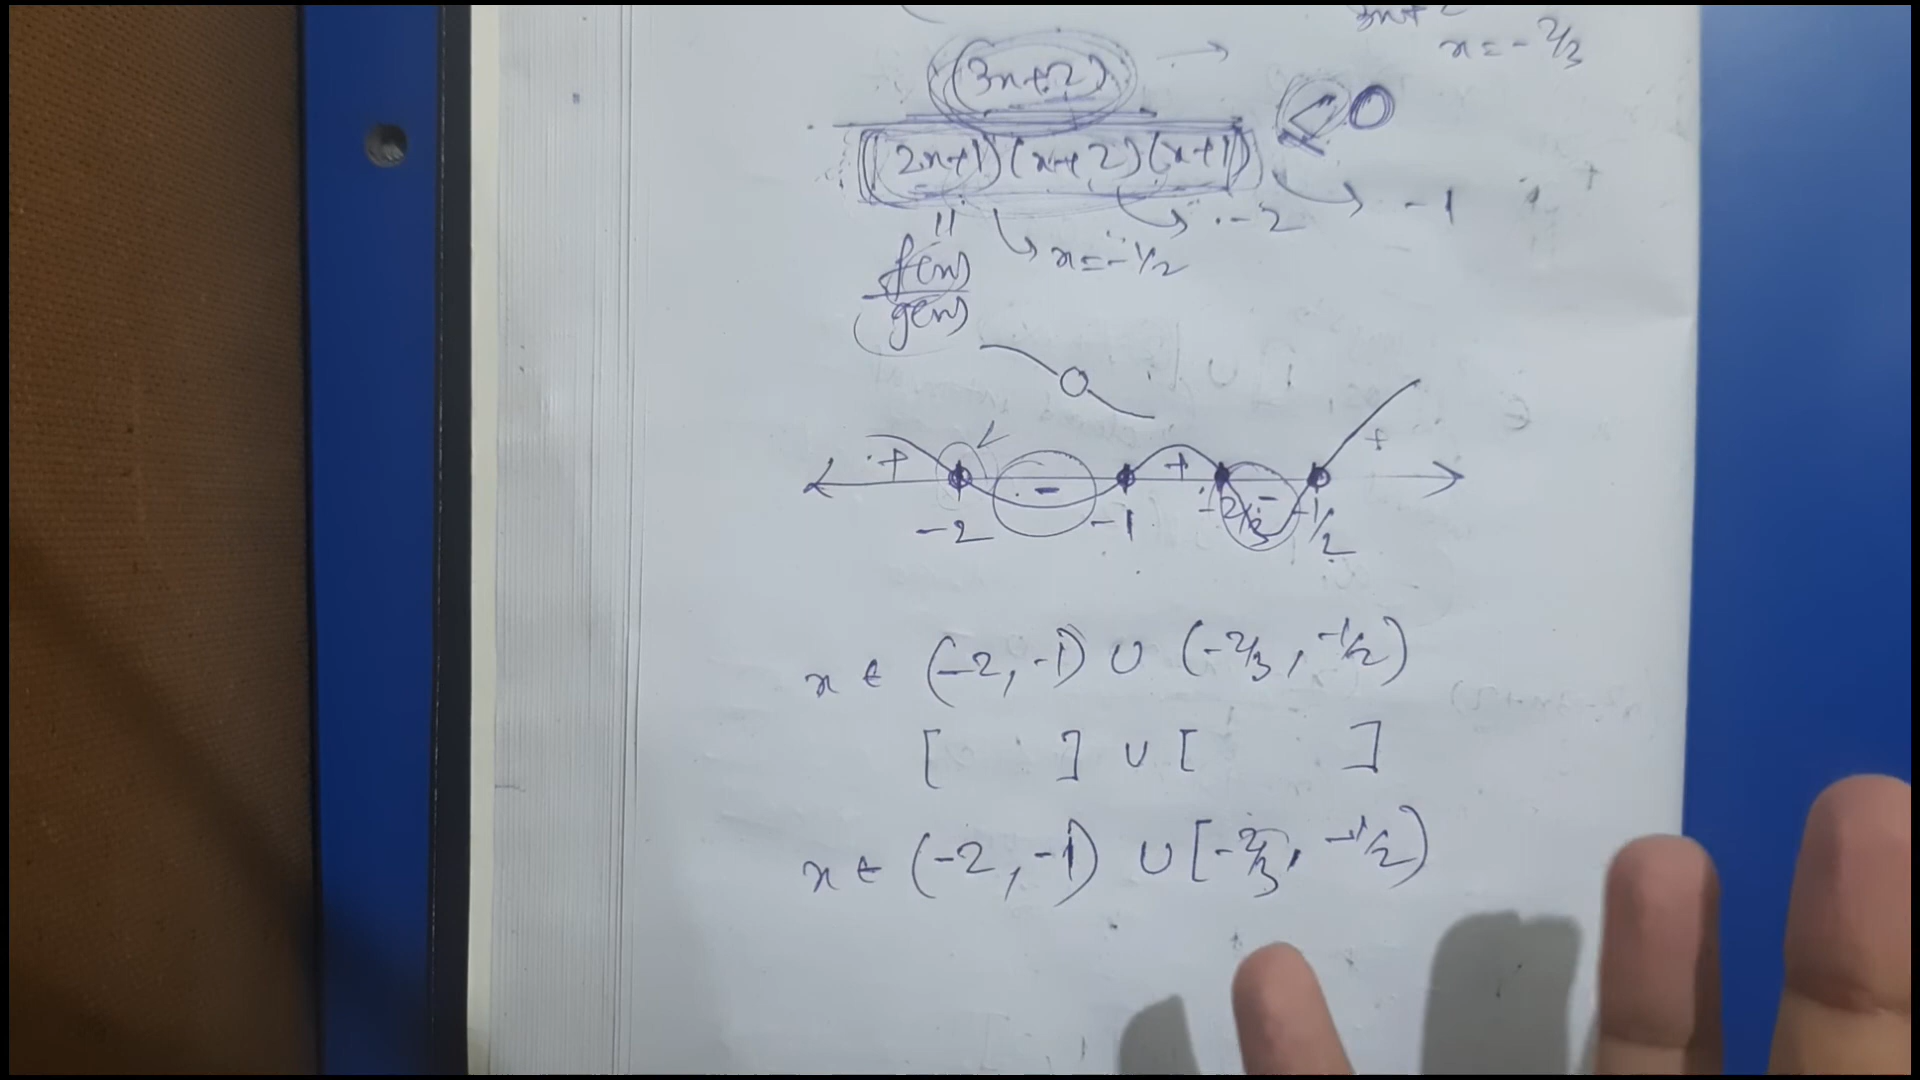 x = -2/3
(3x+2)
< 0
(2x+1)(x+2)(x+1)
-2
-1
x = -1/2
f(x)
g(x)
+ - + - +
-2 -1 -2/3 -1/2
x ∈ (-2, -1) ∪ (-2/3, -1/2)
[ ] ∪ [ ]
x ∈ (-2, -1) ∪ [-2/3, -1/2)